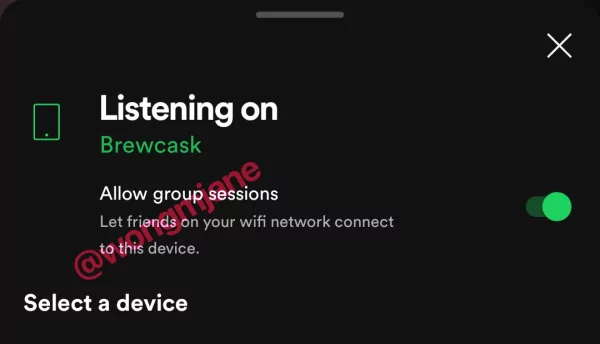 Listening on
Brewcask
Allow group sessions
Let friends on your wifi network connect
to this device.
@wongmjane
Select a device